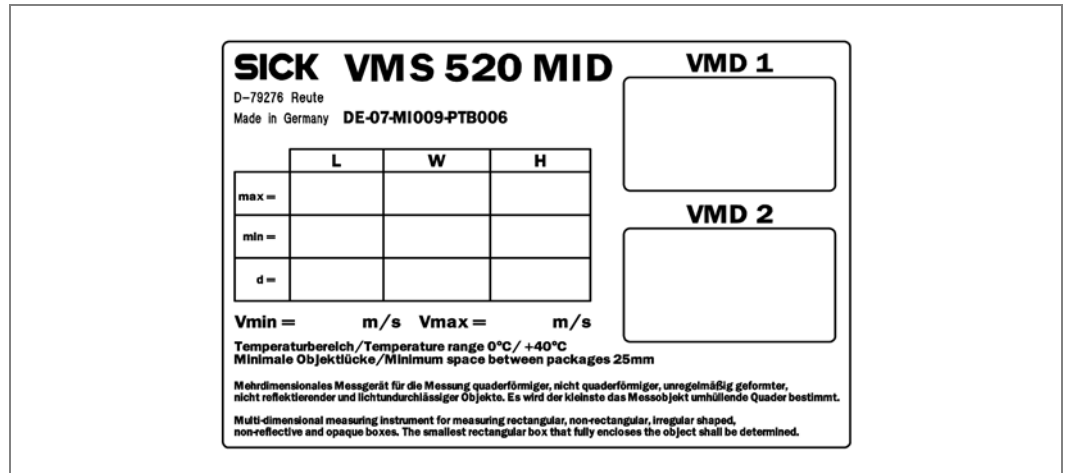 SICK VMS 520 MID
D-79276 Reute
Made in Germany DE-07-MI009-PTB006
L W H
max =
min =
d =
Vmin = m/s Vmax = m/s
Temperaturbereich/Temperature range 0°C/ +40°C
Minimale Objektlücke/Minimum space between packages 25mm
Mehrdimensionales Messgerät für die Messung quaderförmiger, nicht quaderförmiger, unregelmäßig geformter,
nicht reflektierender und lichtundurchlässiger Objekte. Es wird der kleinste das Messobjekt umhüllende Quader bestimmt.
Multi-dimensional measuring instrument for measuring rectangular, non-rectangular, irregular shaped,
non-reflective and opaque boxes. The smallest rectangular box that fully encloses the object shall be determined.
VMD 1
VMD 2